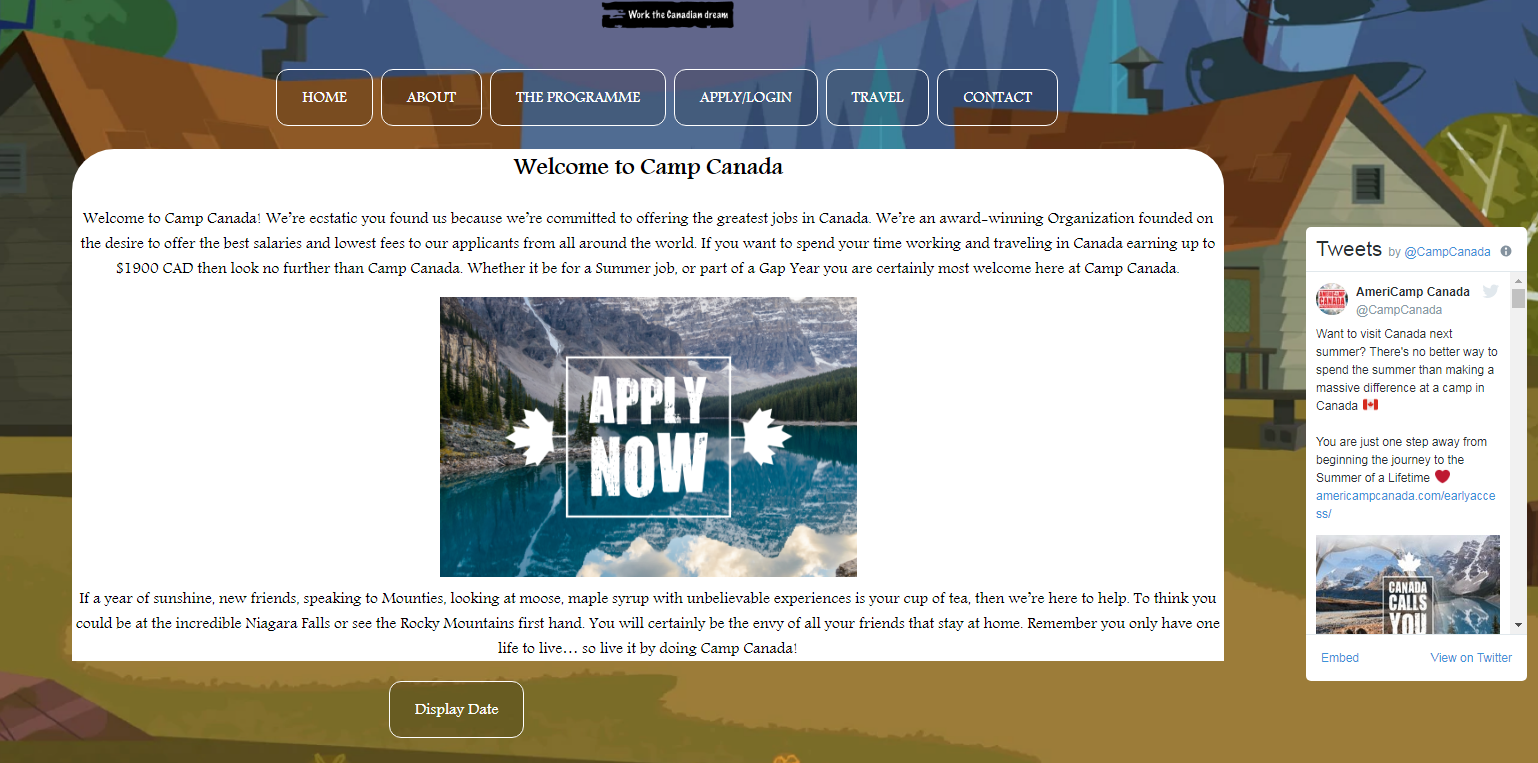 Work the Canadian dream
HOME
ABOUT
THE PROGRAMME
APPLY/LOGIN
TRAVEL
CONTACT
Welcome to Camp Canada
Welcome to Camp Canada! We're ecstatic you found us because we're committed to offering the greatest jobs in Canada. We're an award-winning Organization founded on
the desire to offer the best salaries and lowest fees to our applicants from all around the world. If you want to spend your time working and traveling in Canada earning up to
$1900 CAD then look no further than Camp Canada. Whether it be for a Summer job, or part of a Gap Year you are certainly most welcome here at Camp Canada.
APPLY
NOW
If a year of sunshine, new friends, speaking to Mounties, looking at moose, maple syrup with unbelievable experiences is your cup of tea, then we're here to help. To think you
could be at the incredible Niagara Falls or see the Rocky Mountains first hand. You will certainly be the envy of all your friends that stay at home. Remember you only have one
life to live… so live it by doing Camp Canada!
Display Date
Tweets by @CampCanada
AmeriCamp Canada
@CampCanada
Want to visit Canada next
summer? There's no better way to
spend the summer than making a
massive difference at a camp in
Canada 🇨🇦
You are just one step away from
beginning the journey to the
Summer of a Lifetime ❤️
americampcanada.com/earlyacce
ss/
CANADA
CALLS
YOU
Embed
View on Twitter